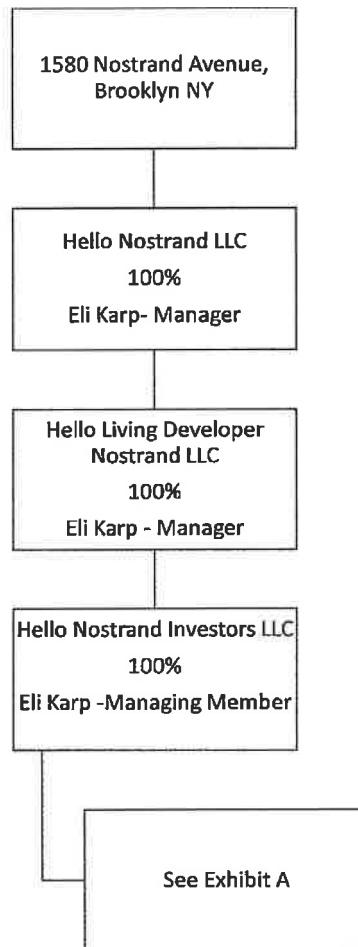 1580 Nostrand Avenue,
Brooklyn NY
Hello Nostrand LLC
100%
Eli Karp- Manager
Hello Living Developer
Nostrand LLC
100%
Eli Karp - Manager
Hello Nostrand Investors LLC
100%
Eli Karp -Managing Member
See Exhibit A